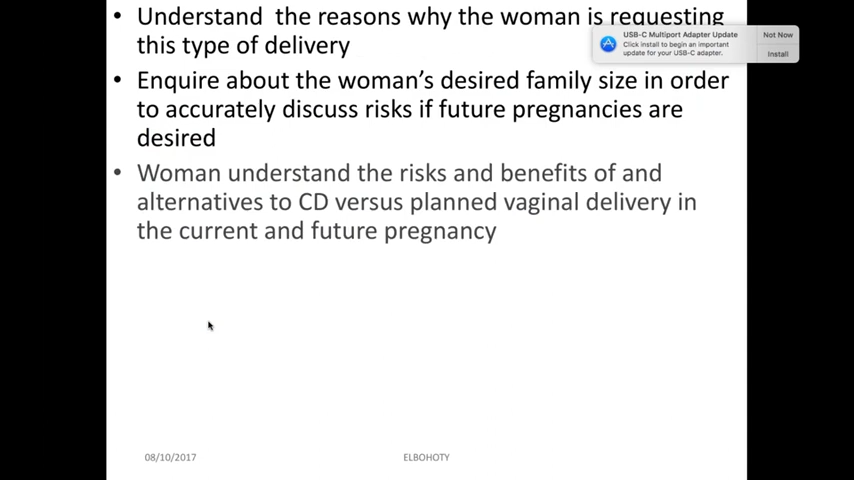 • Understand  the reasons why the woman is requesting
this type of delivery
• Enquire about the woman's desired family size in order
to accurately discuss risks if future pregnancies are
desired
• Woman understand the risks and benefits of and
alternatives to CD versus planned vaginal delivery in
the current and future pregnancy
USB-C Multiport Adapter Update
Click install to begin an important
update for your USB-C adapter.
Not Now
Install
08/10/2017
ELBOHOTY